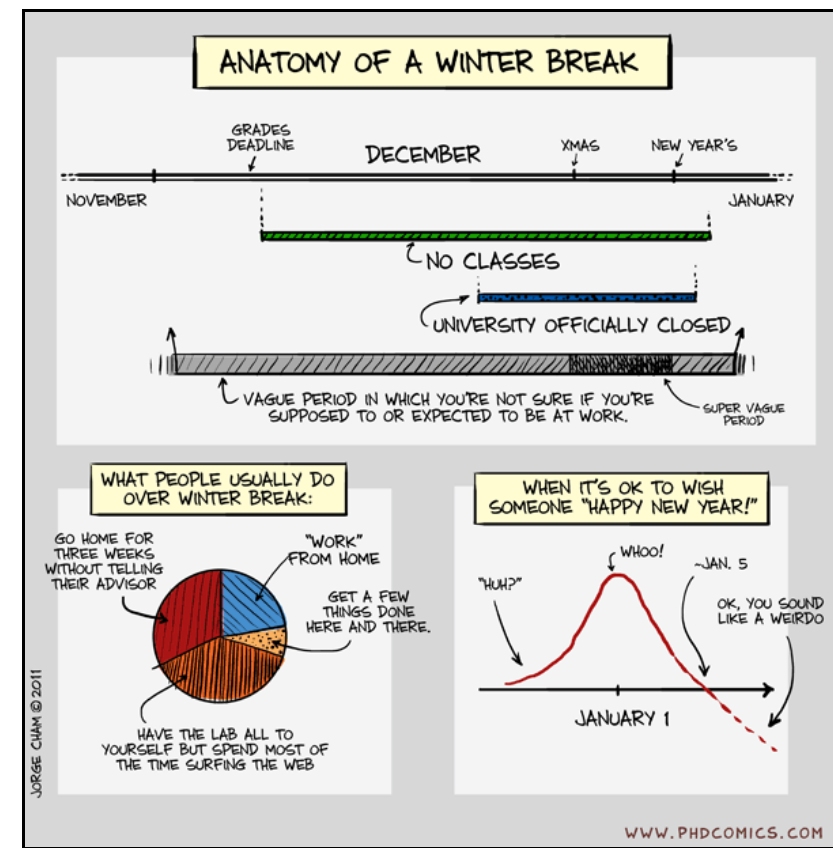 ANATOMY OF A WINTER BREAK
GRADES
DEADLINE
DECEMBER
XMAS
NEW YEAR'S
NOVEMBER
JANUARY
NO CLASSES
UNIVERSITY OFFICIALLY CLOSED
VAGUE PERIOD IN WHICH YOU'RE NOT SURE IF YOU'RE
SUPPOSED TO OR EXPECTED TO BE AT WORK.
SUPER VAGUE
PERIOD
WHAT PEOPLE USUALLY DO
OVER WINTER BREAK:
GO HOME FOR
THREE WEEKS
WITHOUT TELLING
THEIR ADVISOR
"WORK"
FROM HOME
GET A FEW
THINGS DONE
HERE AND THERE.
HAVE THE LAB ALL TO
YOURSELF BUT SPEND MOST OF
THE TIME SURFING THE WEB
WHEN IT'S OK TO WISH
SOMEONE "HAPPY NEW YEAR!"
"HUH?"
WHOO!
~JAN. 5
OK, YOU SOUND
LIKE A WEIRDO
JANUARY 1
JORGE CHAM © 2011
WWW.PHDCOMICS.COM